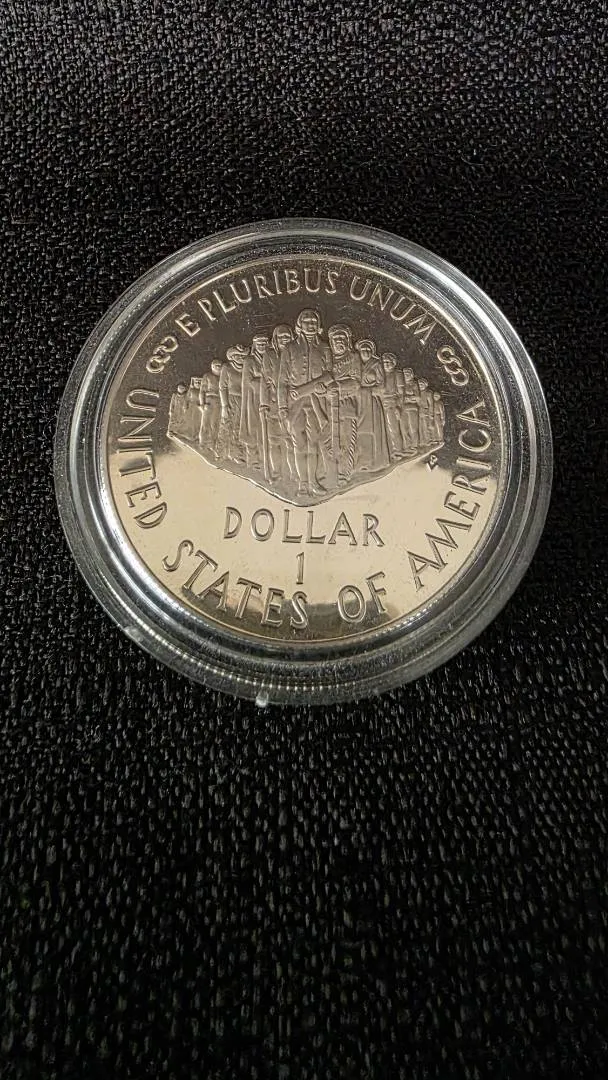 E PLURIBUS UNUM
DOLLAR
1
UNITED STATES OF AMERICA